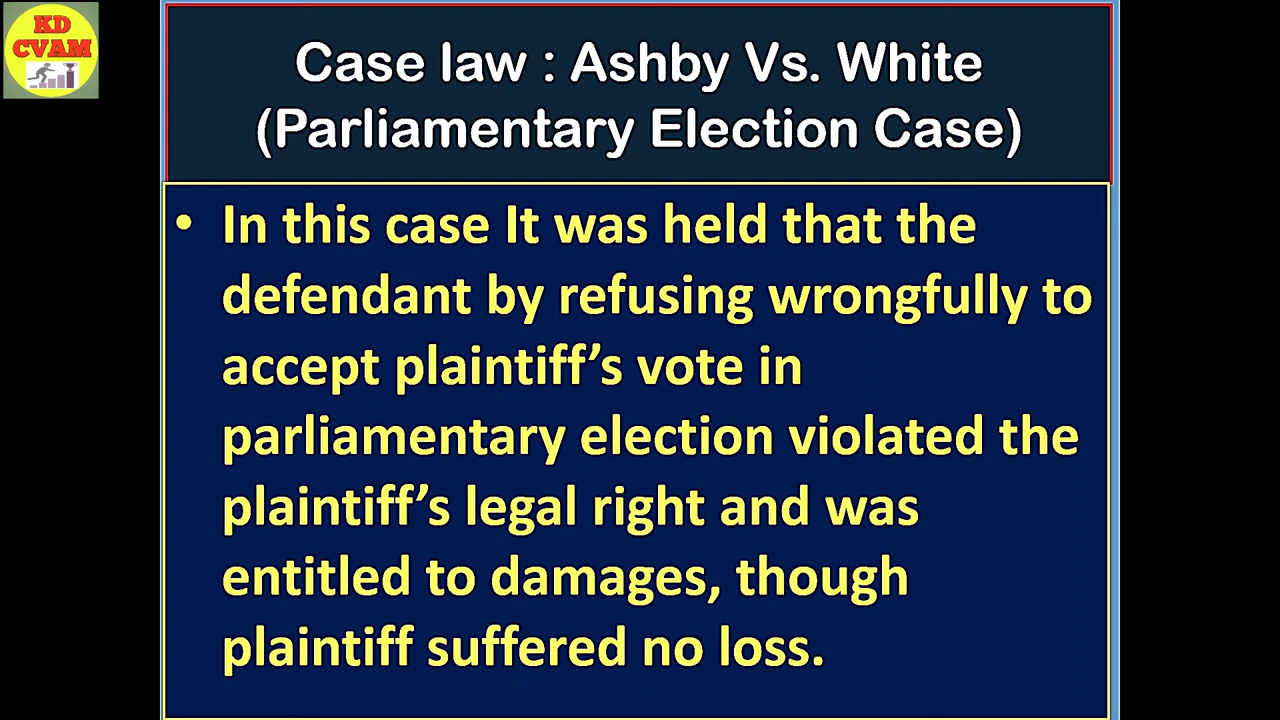 KD
CVAM
Case law : Ashby Vs. White
(Parliamentary Election Case)
• In this case It was held that the
defendant by refusing wrongfully to
accept plaintiff’s vote in
parliamentary election violated the
plaintiff’s legal right and was
entitled to damages, though
plaintiff suffered no loss.